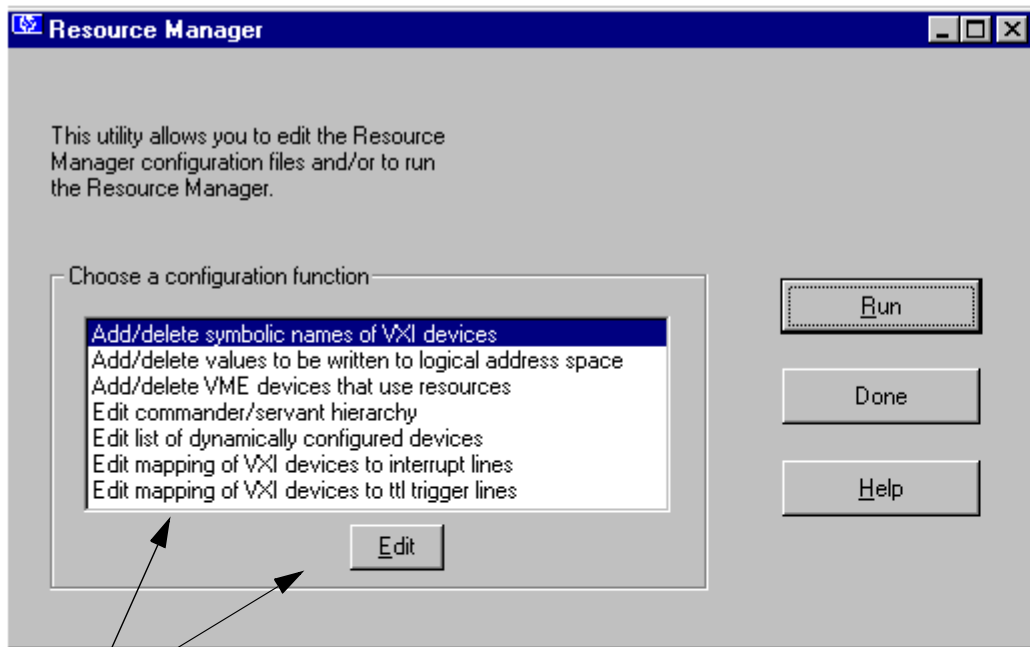 Resource Manager
This utility allows you to edit the Resource
Manager configuration files and/or to run
the Resource Manager.
Choose a configuration function
Add/delete symbolic names of VXI devices
Add/delete values to be written to logical address space
Add/delete VME devices that use resources
Edit commander/servant hierarchy
Edit list of dynamically configured devices
Edit mapping of VXI devices to interrupt lines
Edit mapping of VXI devices to ttl trigger lines
Edit
Run
Done
Help